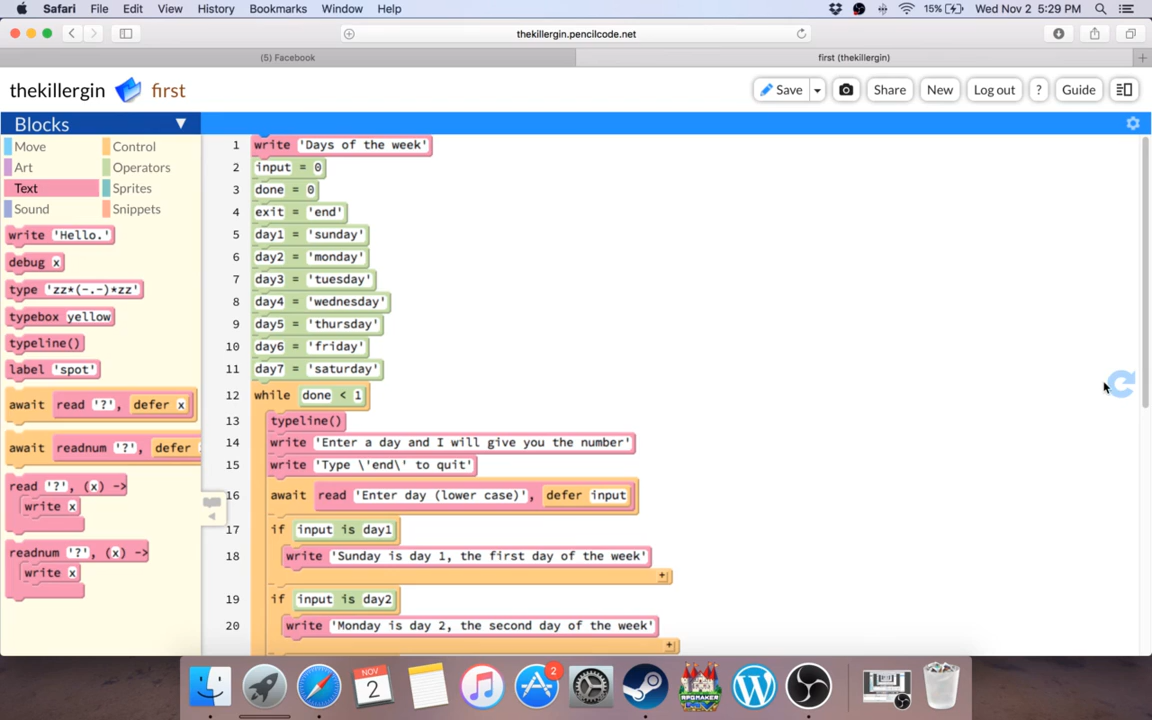 Safari File Edit View History Bookmarks Window Help 15% Wed Nov 2 5:29 PM
thekillergin.pencilcode.net
(5) Facebook first (thekillergin)
thekillergin first Save Share New Log out ? Guide
Blocks
Move Control
Art Operators
Text Sprites
Sound Snippets
write 'Hello.'
debug x
type 'zz*(-.-)*zz'
typebox yellow
typeline()
label 'spot'
await read '?', defer x
await readnum '?', defer
read '?', (x) ->
write x
readnum '?', (x) ->
write x
1 write 'Days of the week'
2 input = 0
3 done = 0
4 exit = 'end'
5 day1 = 'sunday'
6 day2 = 'monday'
7 day3 = 'tuesday'
8 day4 = 'wednesday'
9 day5 = 'thursday'
10 day6 = 'friday'
11 day7 = 'saturday'
12 while done < 1
13 typeline()
14 write 'Enter a day and I will give you the number'
15 write 'Type \'end\' to quit'
16 await read 'Enter day (lower case)', defer input
17 if input is day1
18 write 'Sunday is day 1, the first day of the week'
19 if input is day2
20 write 'Monday is day 2, the second day of the week'
NOV
2
2
RPGMAKER